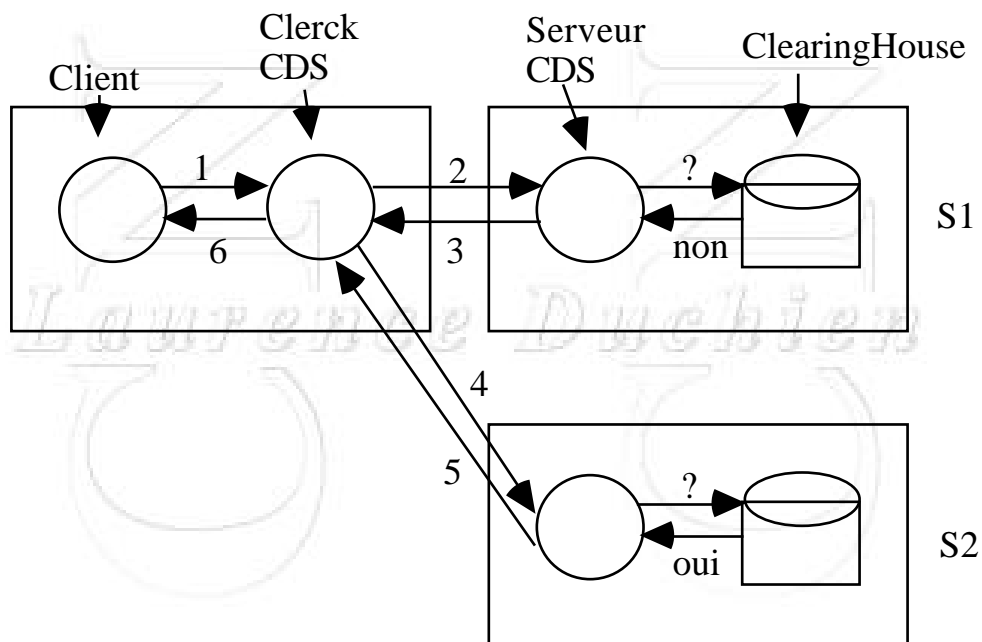 Clerck
CDS
Serveur
CDS
ClearingHouse
Client
1
2
?
S1
6
3
non
Laurence Duchien
4
5
?
S2
oui